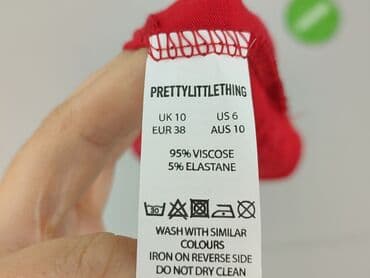 PRETTYLITTLETHING
UK 10 US 6
EUR 38 AUS 10
95% VISCOSE
5% ELASTANE
30
WASH WITH SIMILAR
COLOURS
IRON ON REVERSE SIDE
DO NOT DRY CLEAN